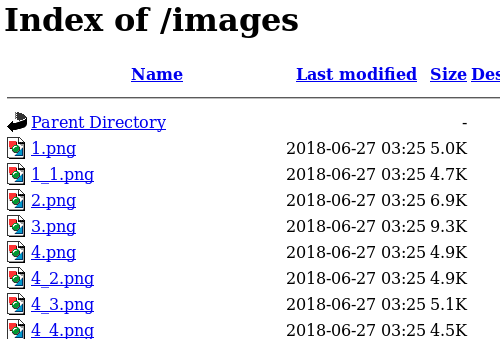 Index of /images
Name Last modified Size Des
Parent Directory -
1.png 2018-06-27 03:25 5.0K
1_1.png 2018-06-27 03:25 4.7K
2.png 2018-06-27 03:25 6.9K
3.png 2018-06-27 03:25 9.3K
4.png 2018-06-27 03:25 4.9K
4_2.png 2018-06-27 03:25 4.9K
4_3.png 2018-06-27 03:25 5.1K
4_4.png 2018-06-27 03:25 4.5K